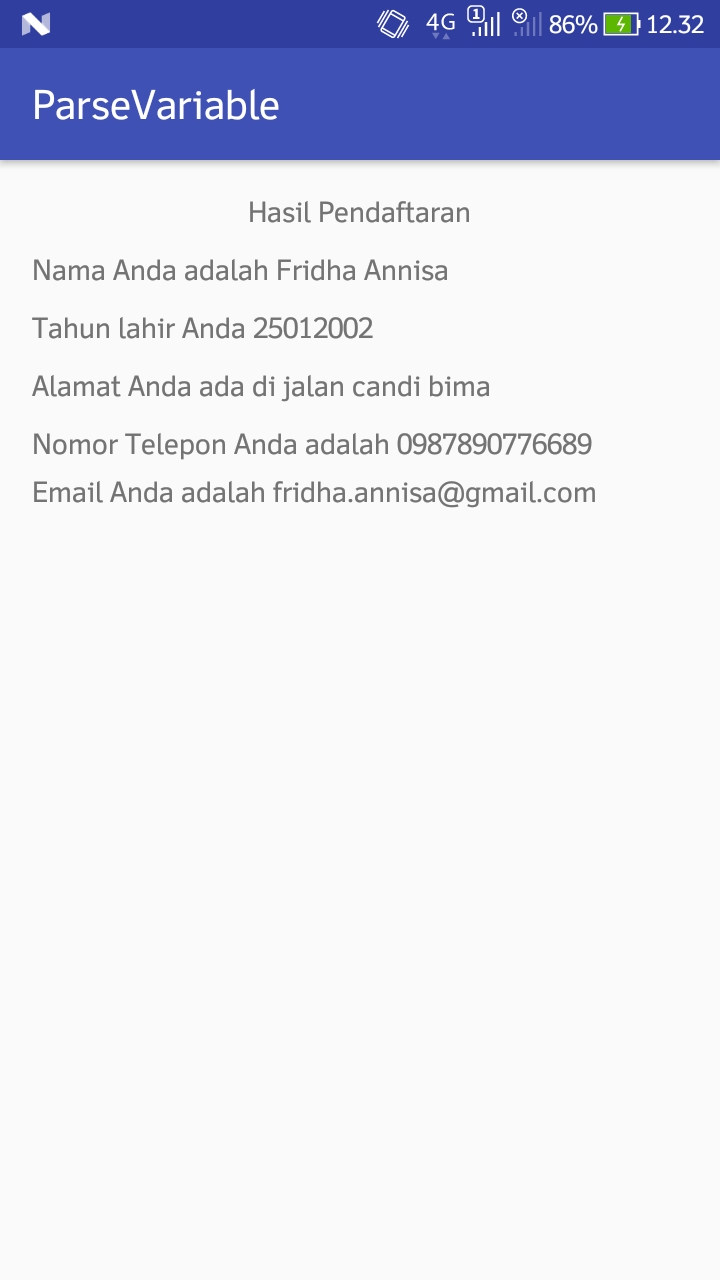 4G 1 86% 12.32
ParseVariable
Hasil Pendaftaran
Nama Anda adalah Fridha Annisa
Tahun lahir Anda 25012002
Alamat Anda ada di jalan candi bima
Nomor Telepon Anda adalah 0987890776689
Email Anda adalah fridha.annisa@gmail.com